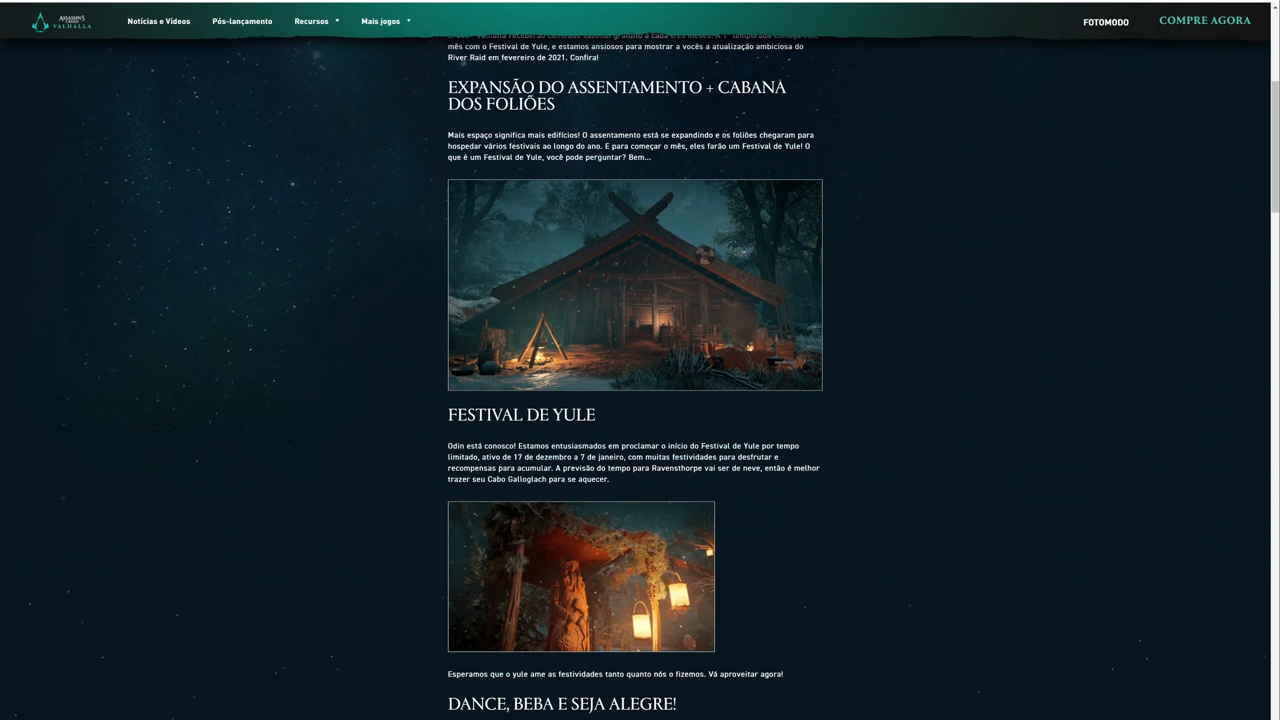 ASSASSIN'S
CREED
VALHALLA
Notícias e Vídeos
Pós-lançamento
Recursos
Mais jogos
FOTOMODO
COMPRE AGORA
mês com o Festival de Yule, e estamos ansiosos para mostrar a vocês a atualização ambiciosa do
River Raid em fevereiro de 2021. Confira!
EXPANSÃO DO ASSENTAMENTO + CABANA
DOS FOLIÕES
Mais espaço significa mais edifícios! O assentamento está se expandindo e os foliões chegaram para
hospedar vários festivais ao longo do ano. E para começar o mês, eles farão um Festival de Yule! O
que é um Festival de Yule, você pode perguntar? Bem...
FESTIVAL DE YULE
Odin está conosco! Estamos entusiasmados em proclamar o início do Festival de Yule por tempo
limitado, ativo de 17 de dezembro a 7 de janeiro, com muitas festividades para desfrutar e
recompensas para acumular. A previsão do tempo para Ravensthorpe vai ser de neve, então é melhor
trazer seu Cabo Galloglach para se aquecer.
Esperamos que o yule ame as festividades tanto quanto nós o fizemos. Vá aproveitar agora!
DANCE, BEBA E SEJA ALEGRE!